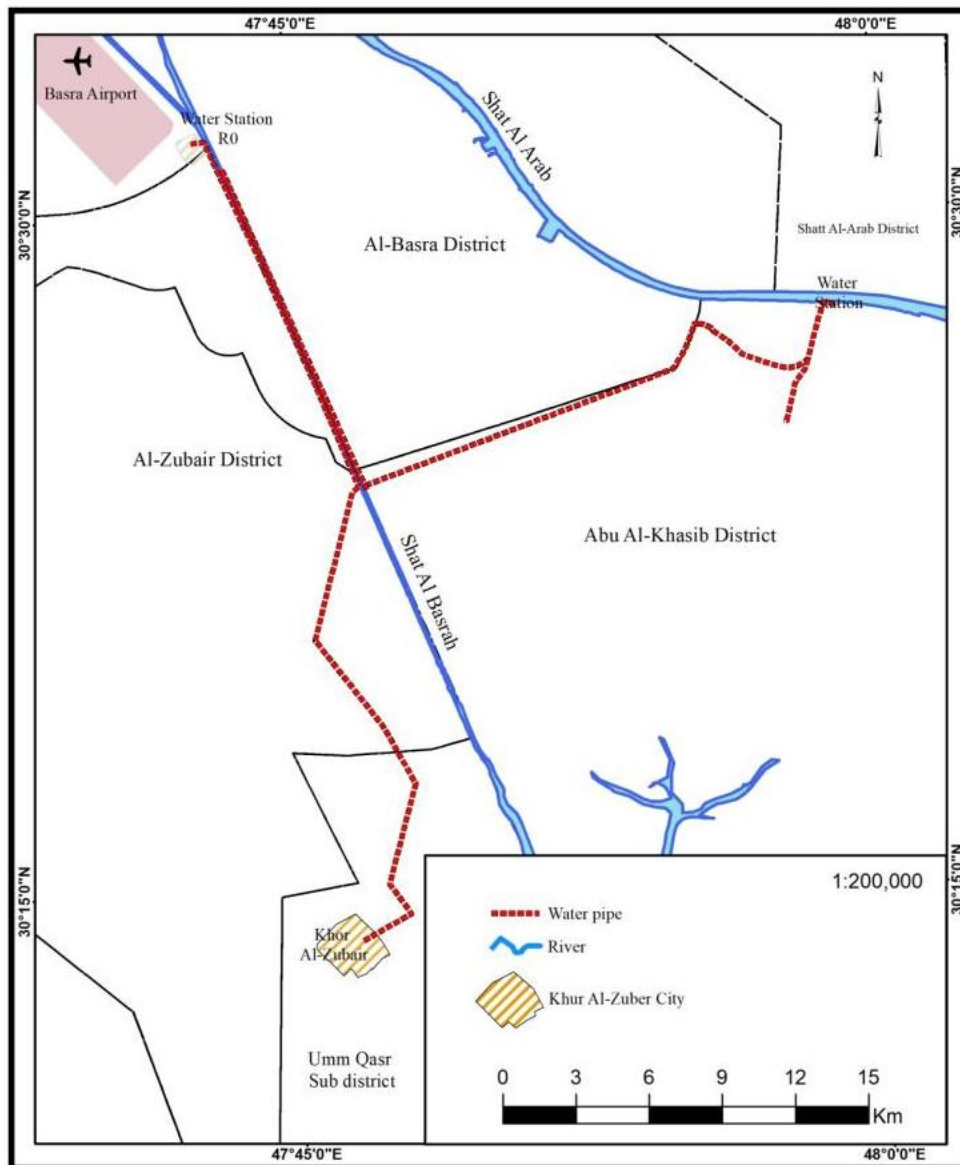 47°45'0"E
48°0'0"E
Basra Airport
Water Station
R0
N
Shat Al Arab
30°30'0"N
30°30'0"N
Al-Basra District
Shatt Al-Arab District
Water
Station
Al-Zubair District
Abu Al-Khasib District
Shat Al Basrah
30°15'0"N
30°15'0"N
1:200,000
Water pipe
River
Khur Al-Zuber City
Khor
Al-Zubair
Umm Qasr
Sub district
0 3 6 9 12 15
Km
47°45'0"E
48°0'0"E